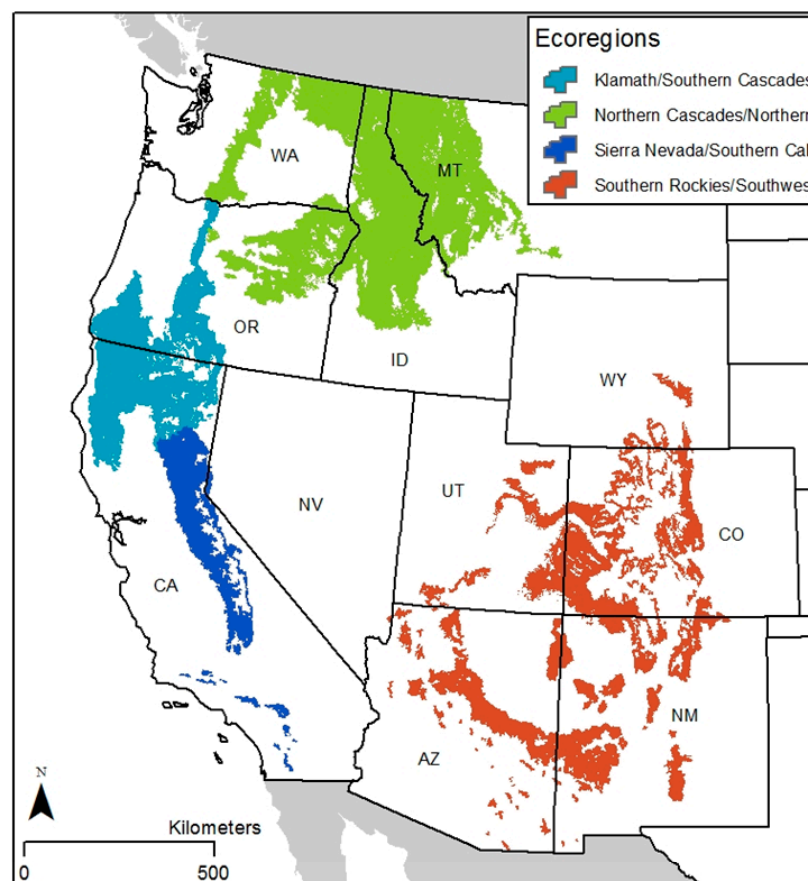 Ecoregions
Klamath/Southern Cascades
Northern Cascades/Northern
Sierra Nevada/Southern Cal
Southern Rockies/Southwes
WA
MT
OR
ID
WY
NV
UT
CO
CA
AZ
NM
N
Kilometers
0 500